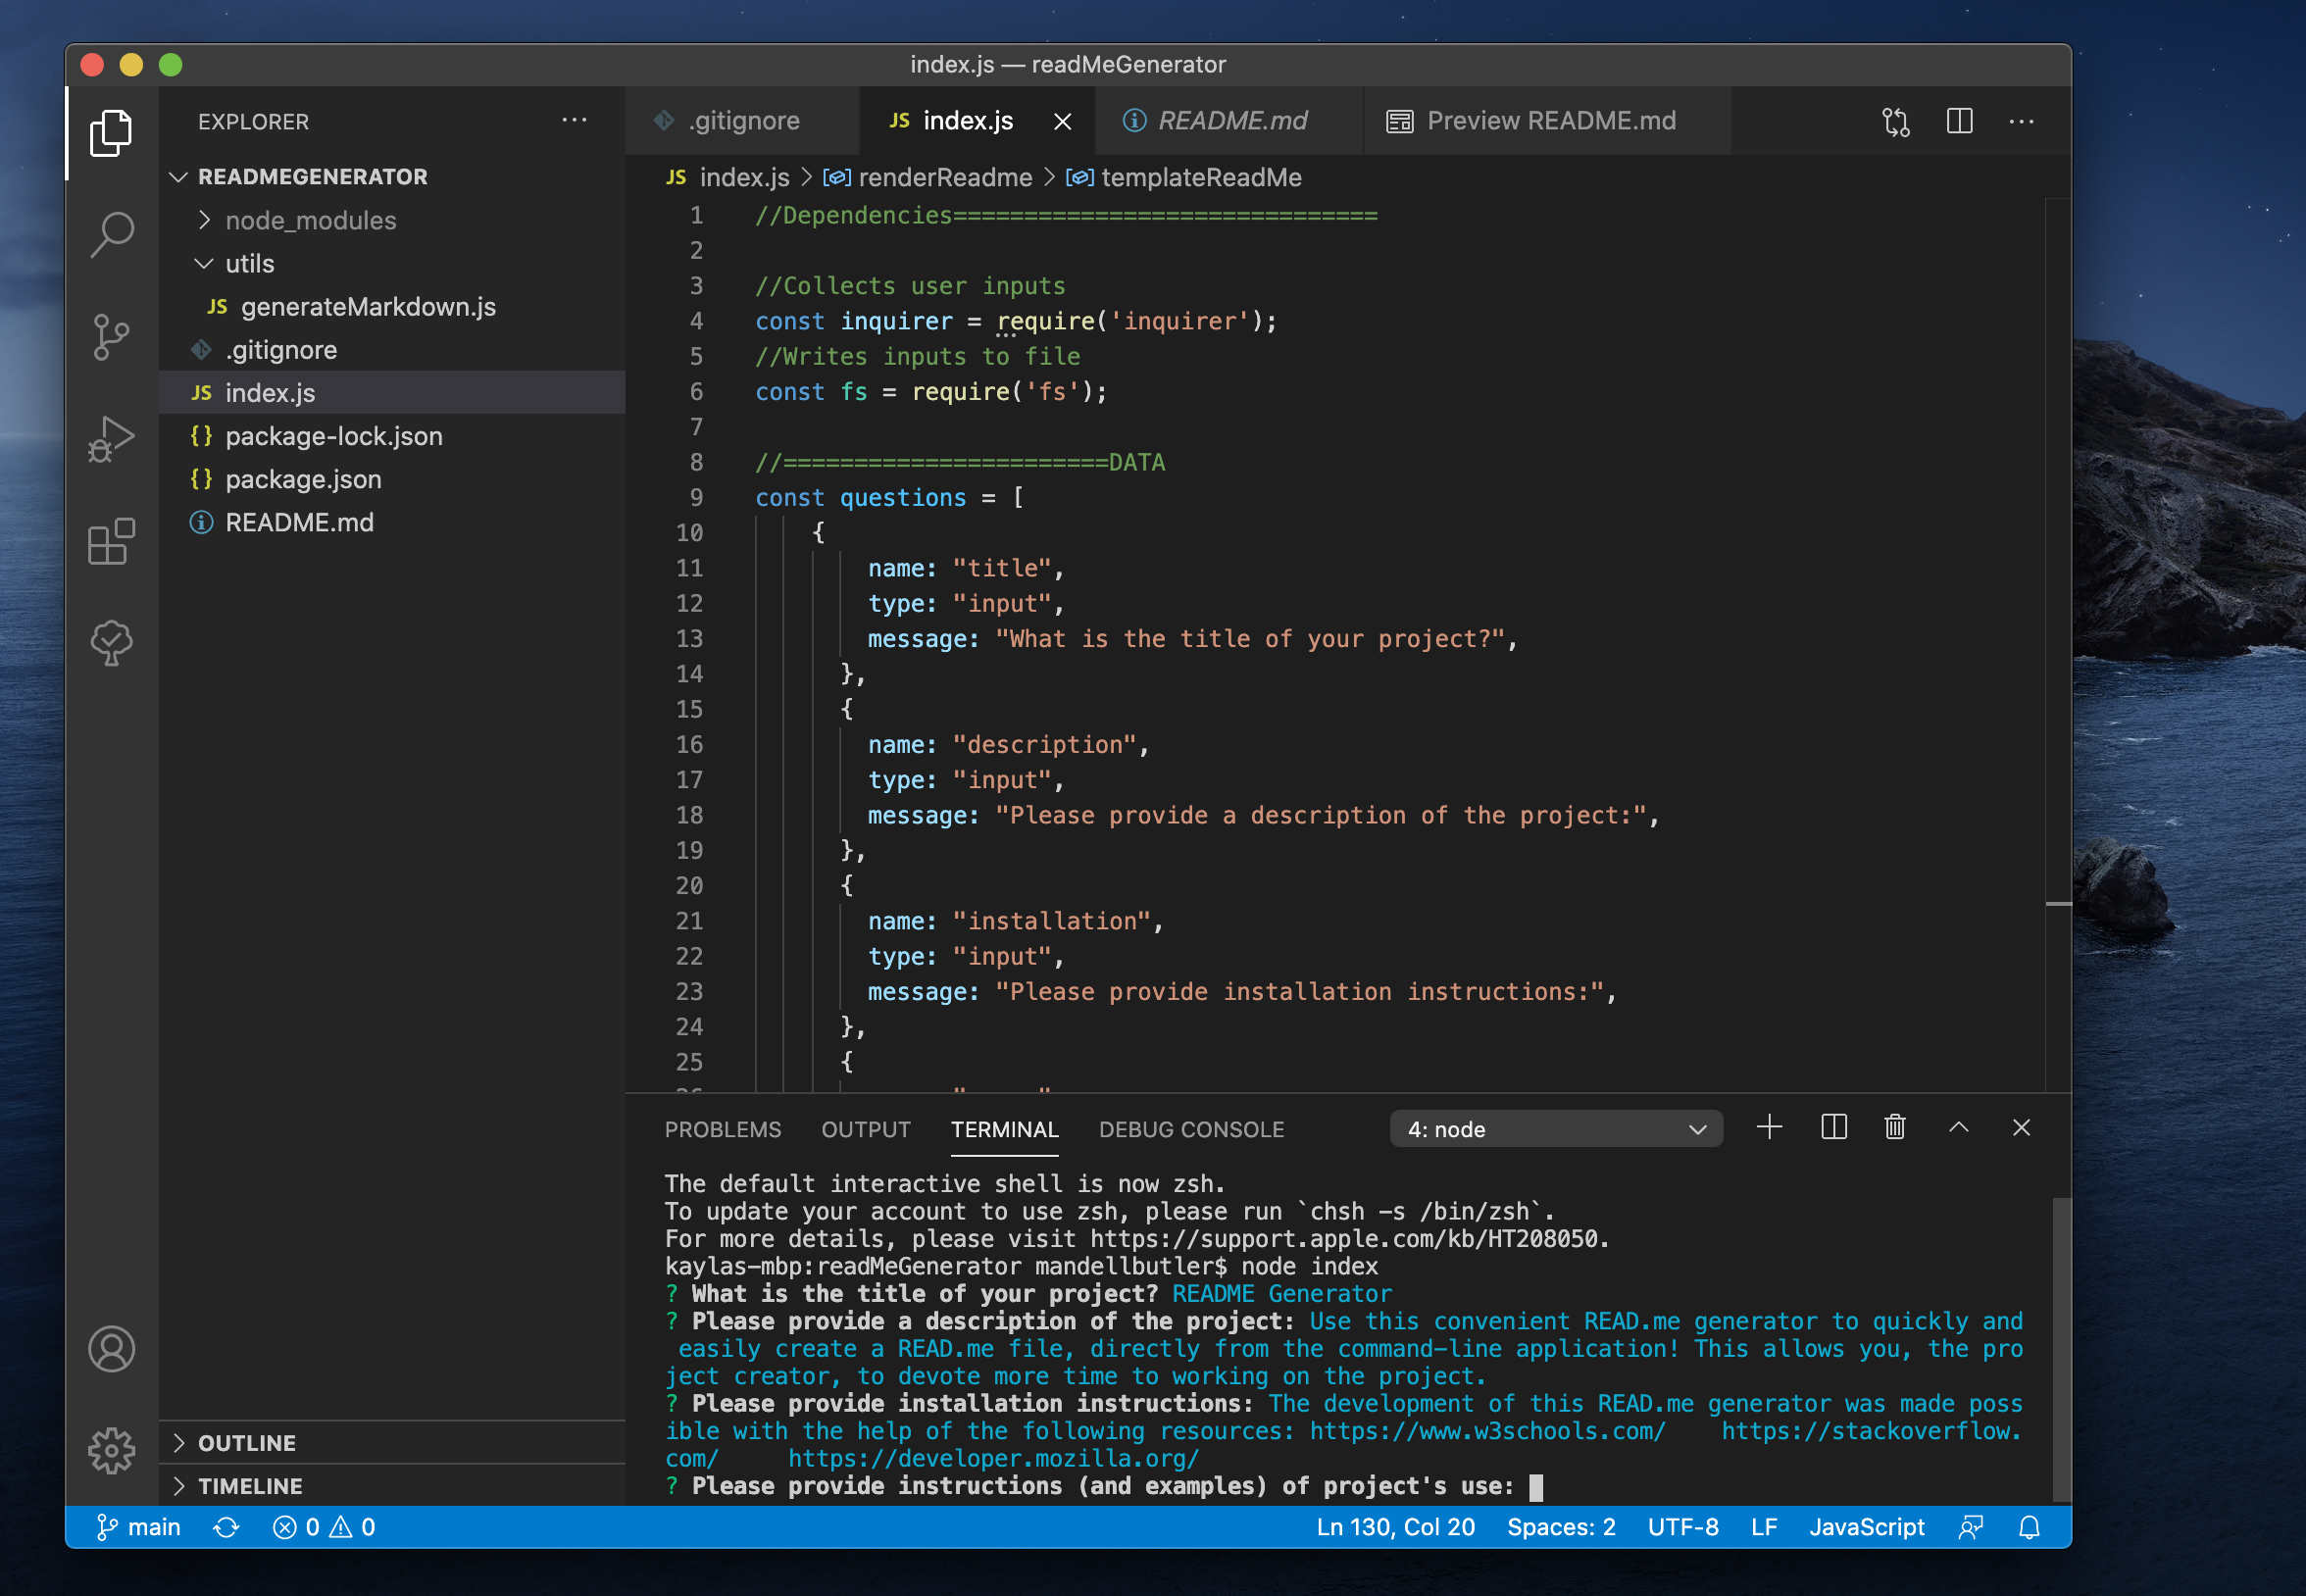 index.js — readMeGenerator
EXPLORER
READMEGENERATOR
node_modules
utils
JS generateMarkdown.js
.gitignore
JS index.js
{} package-lock.json
{} package.json
README.md
OUTLINE
TIMELINE
.gitignore
JS index.js
README.md
Preview README.md
JS index.js > renderReadme > templateReadMe
1 //Dependencies==============================
2
3 //Collects user inputs
4 const inquirer = require('inquirer');
5 //Writes inputs to file
6 const fs = require('fs');
7
8 //=======================DATA
9 const questions = [
10 {
11 name: "title",
12 type: "input",
13 message: "What is the title of your project?",
14 },
15 {
16 name: "description",
17 type: "input",
18 message: "Please provide a description of the project:",
19 },
20 {
21 name: "installation",
22 type: "input",
23 message: "Please provide installation instructions:",
24 },
25 {
PROBLEMS OUTPUT TERMINAL DEBUG CONSOLE 4: node
The default interactive shell is now zsh.
To update your account to use zsh, please run `chsh -s /bin/zsh`.
For more details, please visit https://support.apple.com/kb/HT208050.
kaylas-mbp:readMeGenerator mandellbutler$ node index
? What is the title of your project? README Generator
? Please provide a description of the project: Use this convenient READ.me generator to quickly and
easily create a READ.me file, directly from the command-line application! This allows you, the pro
ject creator, to devote more time to working on the project.
? Please provide installation instructions: The development of this READ.me generator was made poss
ible with the help of the following resources: https://www.w3schools.com/ https://stackoverflow.
com/ https://developer.mozilla.org/
? Please provide instructions (and examples) of project's use:
main 0 0 Ln 130, Col 20 Spaces: 2 UTF-8 LF JavaScript